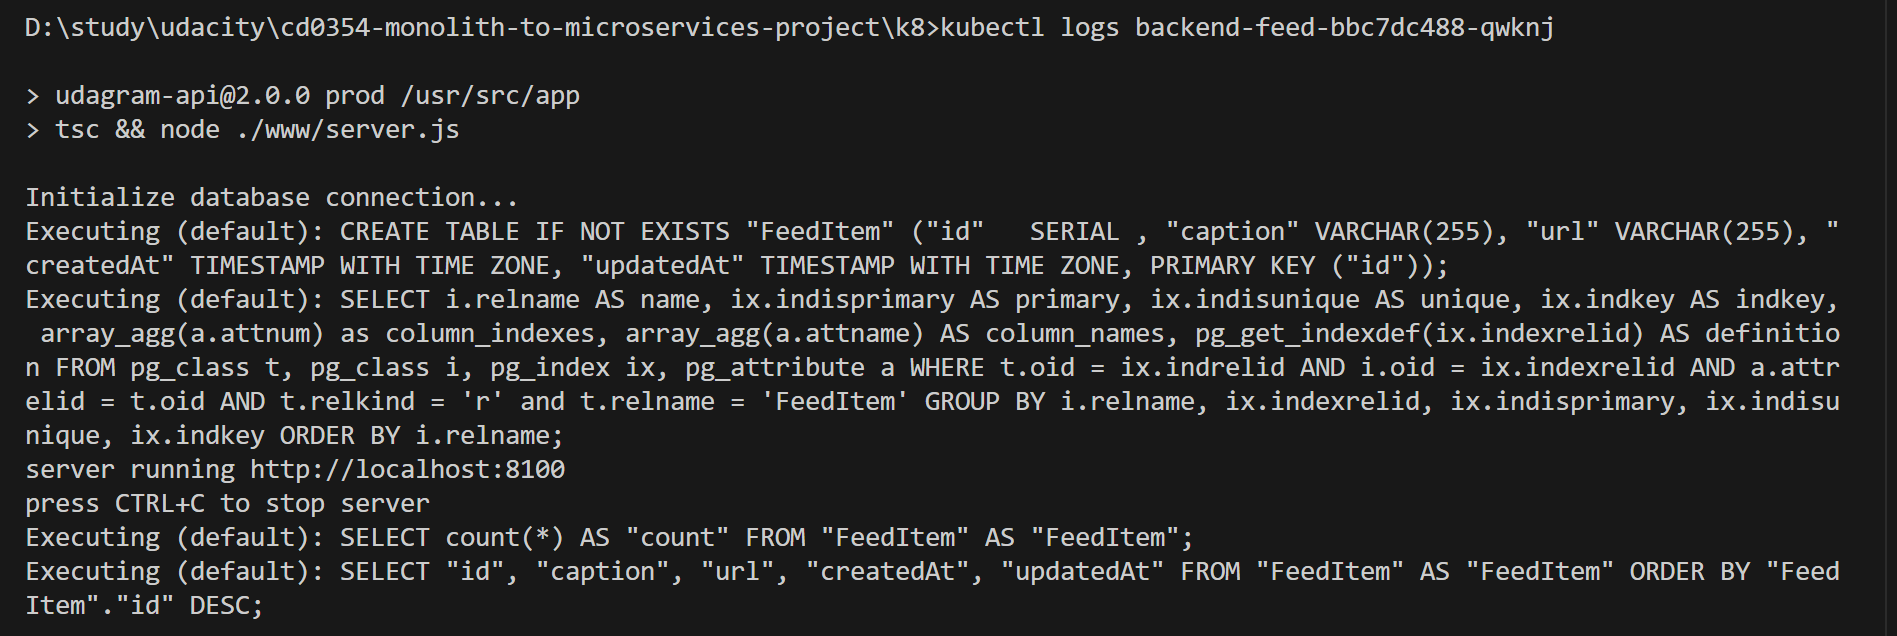 D:\study\udacity\cd0354-monolith-to-microservices-project\k8>kubectl logs backend-feed-bbc7dc488-qwknj
> udagram-api@2.0.0 prod /usr/src/app
> tsc && node ./www/server.js
Initialize database connection...
Executing (default): CREATE TABLE IF NOT EXISTS "FeedItem" ("id"   SERIAL , "caption" VARCHAR(255), "url" VARCHAR(255), "
createdAt" TIMESTAMP WITH TIME ZONE, "updatedAt" TIMESTAMP WITH TIME ZONE, PRIMARY KEY ("id"));
Executing (default): SELECT i.relname AS name, ix.indisprimary AS primary, ix.indisunique AS unique, ix.indkey AS indkey,
 array_agg(a.attnum) as column_indexes, array_agg(a.attname) AS column_names, pg_get_indexdef(ix.indexrelid) AS definitio
n FROM pg_class t, pg_class i, pg_index ix, pg_attribute a WHERE t.oid = ix.indrelid AND i.oid = ix.indexrelid AND a.attr
elid = t.oid AND t.relkind = 'r' and t.relname = 'FeedItem' GROUP BY i.relname, ix.indexrelid, ix.indisprimary, ix.indisu
nique, ix.indkey ORDER BY i.relname;
server running http://localhost:8100
press CTRL+C to stop server
Executing (default): SELECT count(*) AS "count" FROM "FeedItem" AS "FeedItem";
Executing (default): SELECT "id", "caption", "url", "createdAt", "updatedAt" FROM "FeedItem" AS "FeedItem" ORDER BY "Feed
Item"."id" DESC;